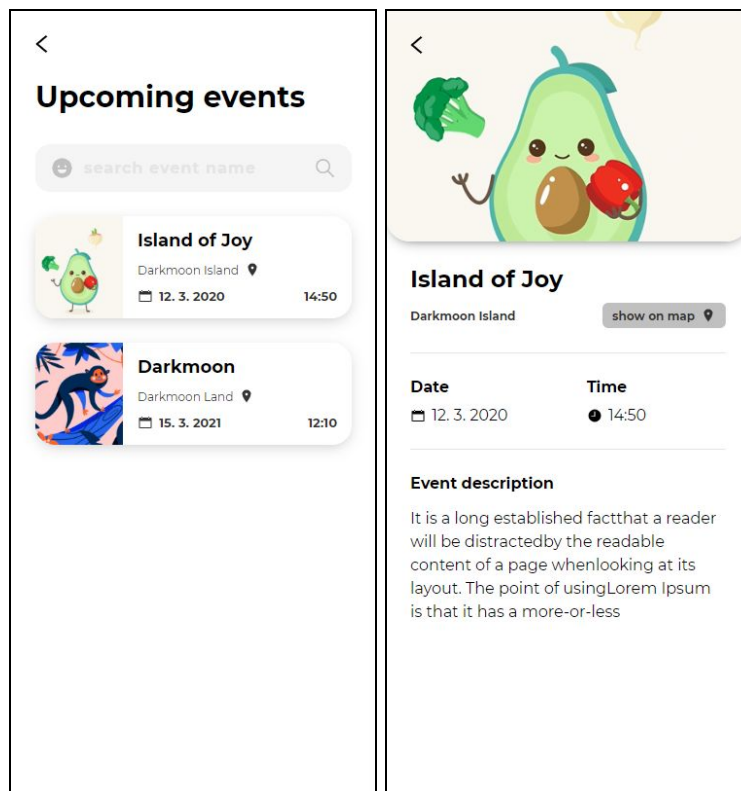 Upcoming events
search event name
Island of Joy
Darkmoon Island
12. 3. 2020 14:50
Darkmoon
Darkmoon Land
15. 3. 2021 12:10
Island of Joy
Darkmoon Island show on map
Date Time
12. 3. 2020 14:50
Event description
It is a long established factthat a reader
will be distractedby the readable
content of a page whenlooking at its
layout. The point of usingLorem Ipsum
is that it has a more-or-less